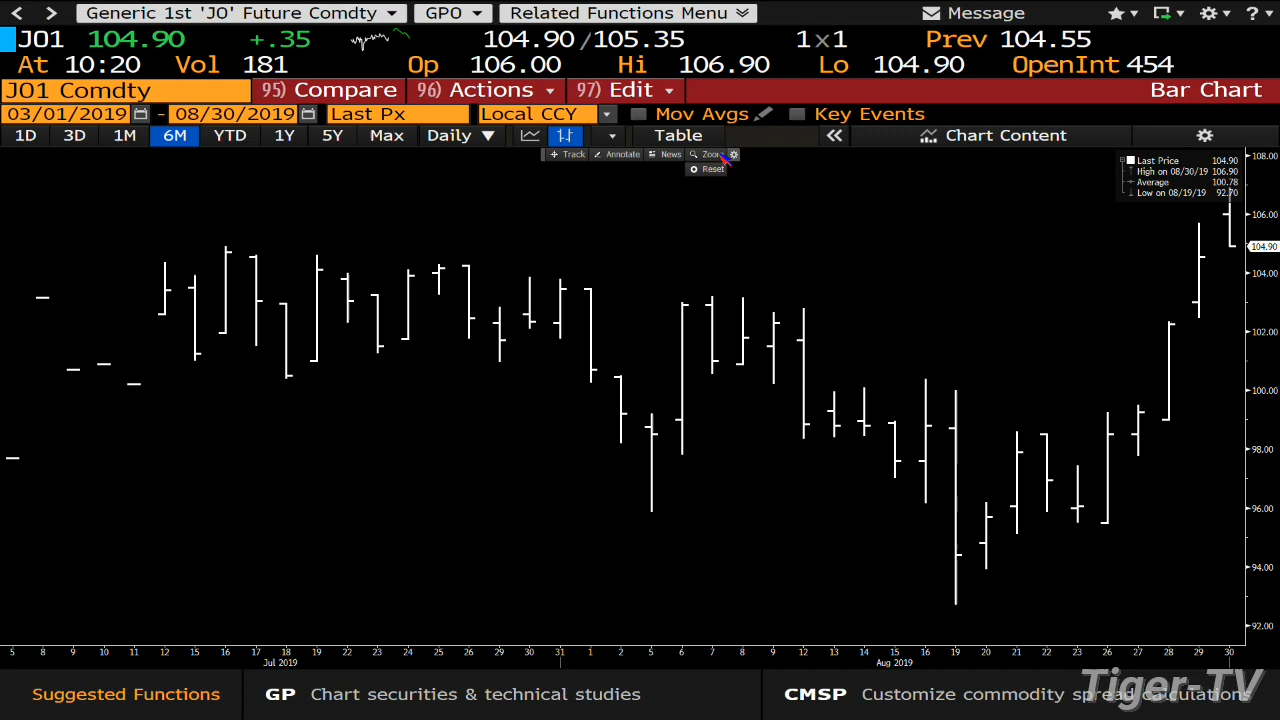 Generic 1st 'JO' Future Comdty GPO Related Functions Menu Message ?
JO1 104.90 +.35 104.90/105.35 1x1 Prev 104.55
At 10:20 Vol 181 Op 106.00 Hi 106.90 Lo 104.90 OpenInt 454
JO1 Comdty 95) Compare 96) Actions 97) Edit Bar Chart
03/01/2019 - 08/30/2019 Last Px Local CCY Mov Avgs Key Events
1D 3D 1M 6M YTD 1Y 5Y Max Daily Table Chart Content
Track Annotate News Zoom
Reset
Last Price 104.90
High on 08/30/19 106.90
Average 100.78
Low on 08/19/19 92.70
108.00
106.00
104.90
104.00
102.00
100.00
98.00
96.00
94.00
92.00
5 8 9 10 11 12 15 16 17 18 19 22 23 24 25 26 29 30 31 1 2 5 6 7 8 9 12 13 14 15 16 19 20 21 22 23 26 27 28 29 30
Jul 2019 Aug 2019
Suggested Functions GP Chart securities & technical studies CMSP Customize commodity spread calculations
Tiger-TV